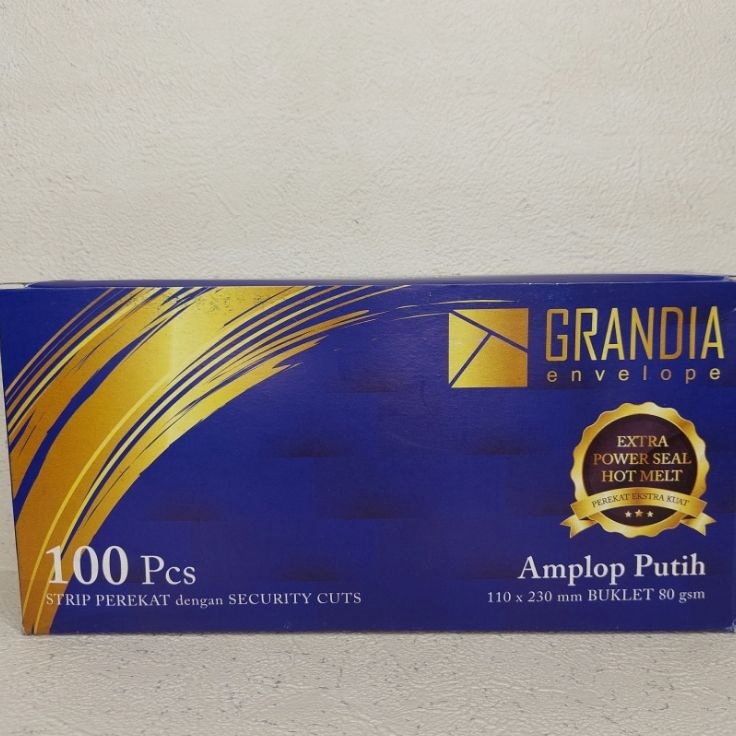 GRANDIA
envelope
EXTRA
POWER SEAL
HOT MELT
PEREKAT EKSTRA KUAT
100 Pcs
STRIP PEREKAT dengan SECURITY CUTS
Amplop Putih
110 x 230 mm BUKLET 80 gsm